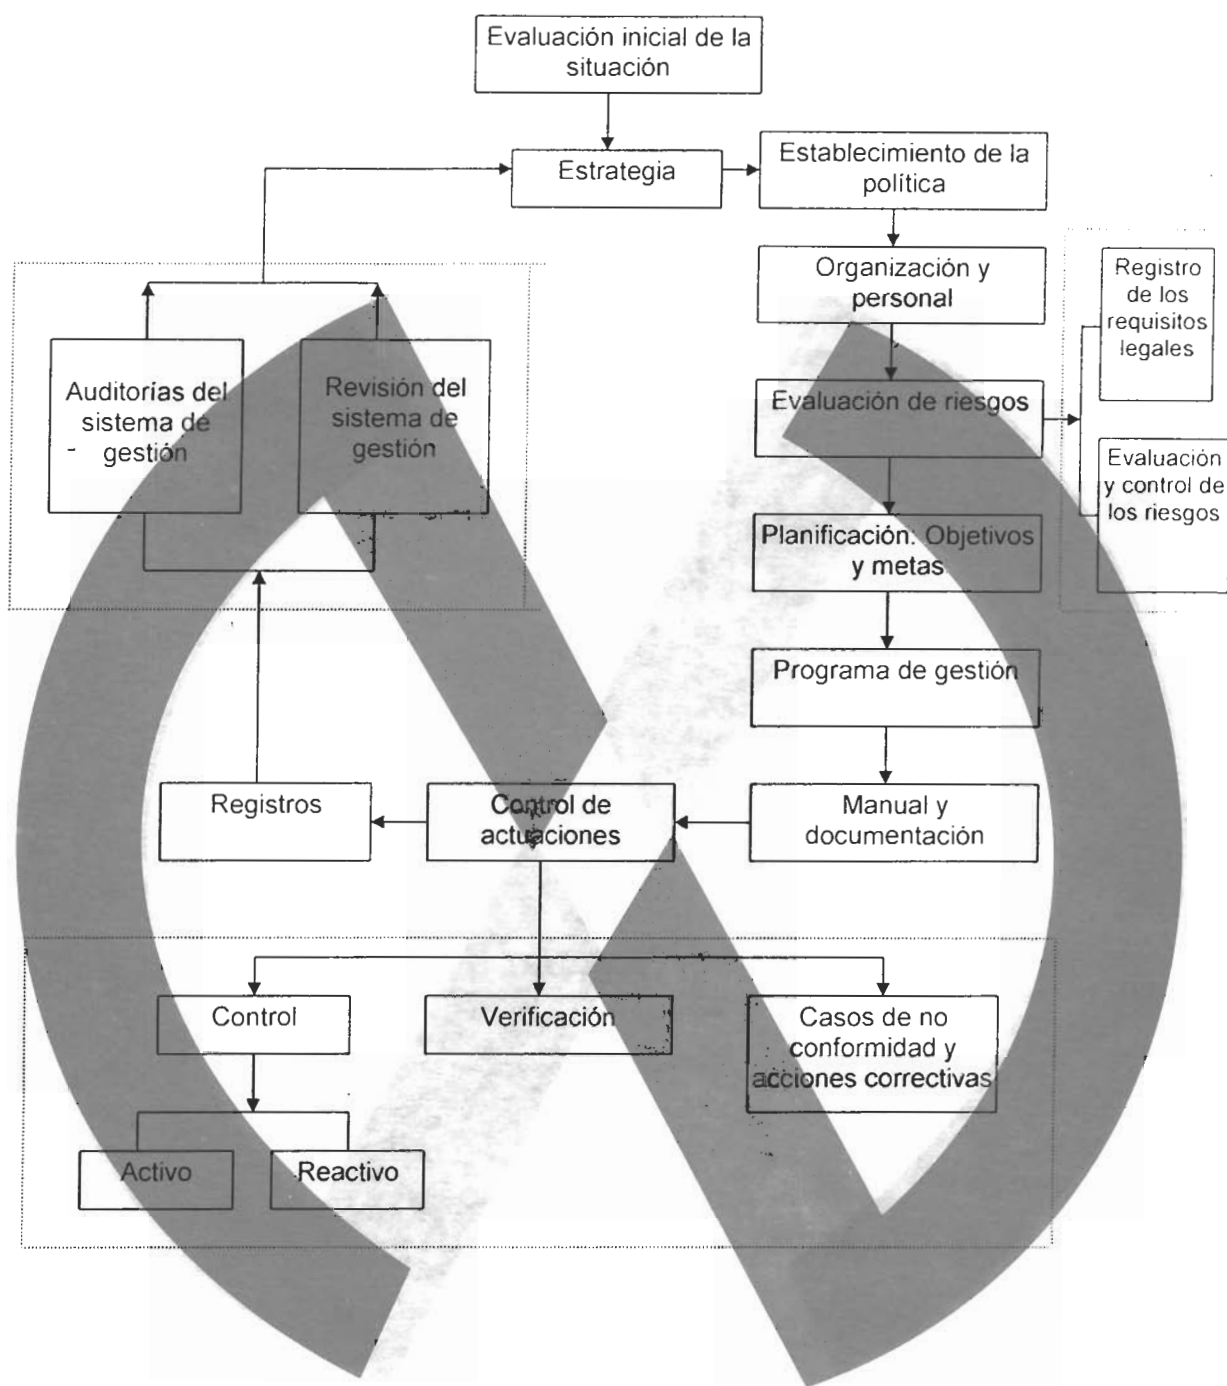 Evaluación inicial de la
situación
Estrategia
Establecimiento de la
política
Organización y
personal
Registro
de los
requisitos
legales
Auditorías del
sistema de
gestión
Revisión del
sistema de
gestión
Evaluación de riesgos
Evaluación
y control de
los riesgos
Planificación: Objetivos
y metas
Programa de gestión
Registros
Control de
actuaciones
Manual y
documentación
Control
Verificación
Casos de no
conformidad y
acciones correctivas
Activo
Reactivo